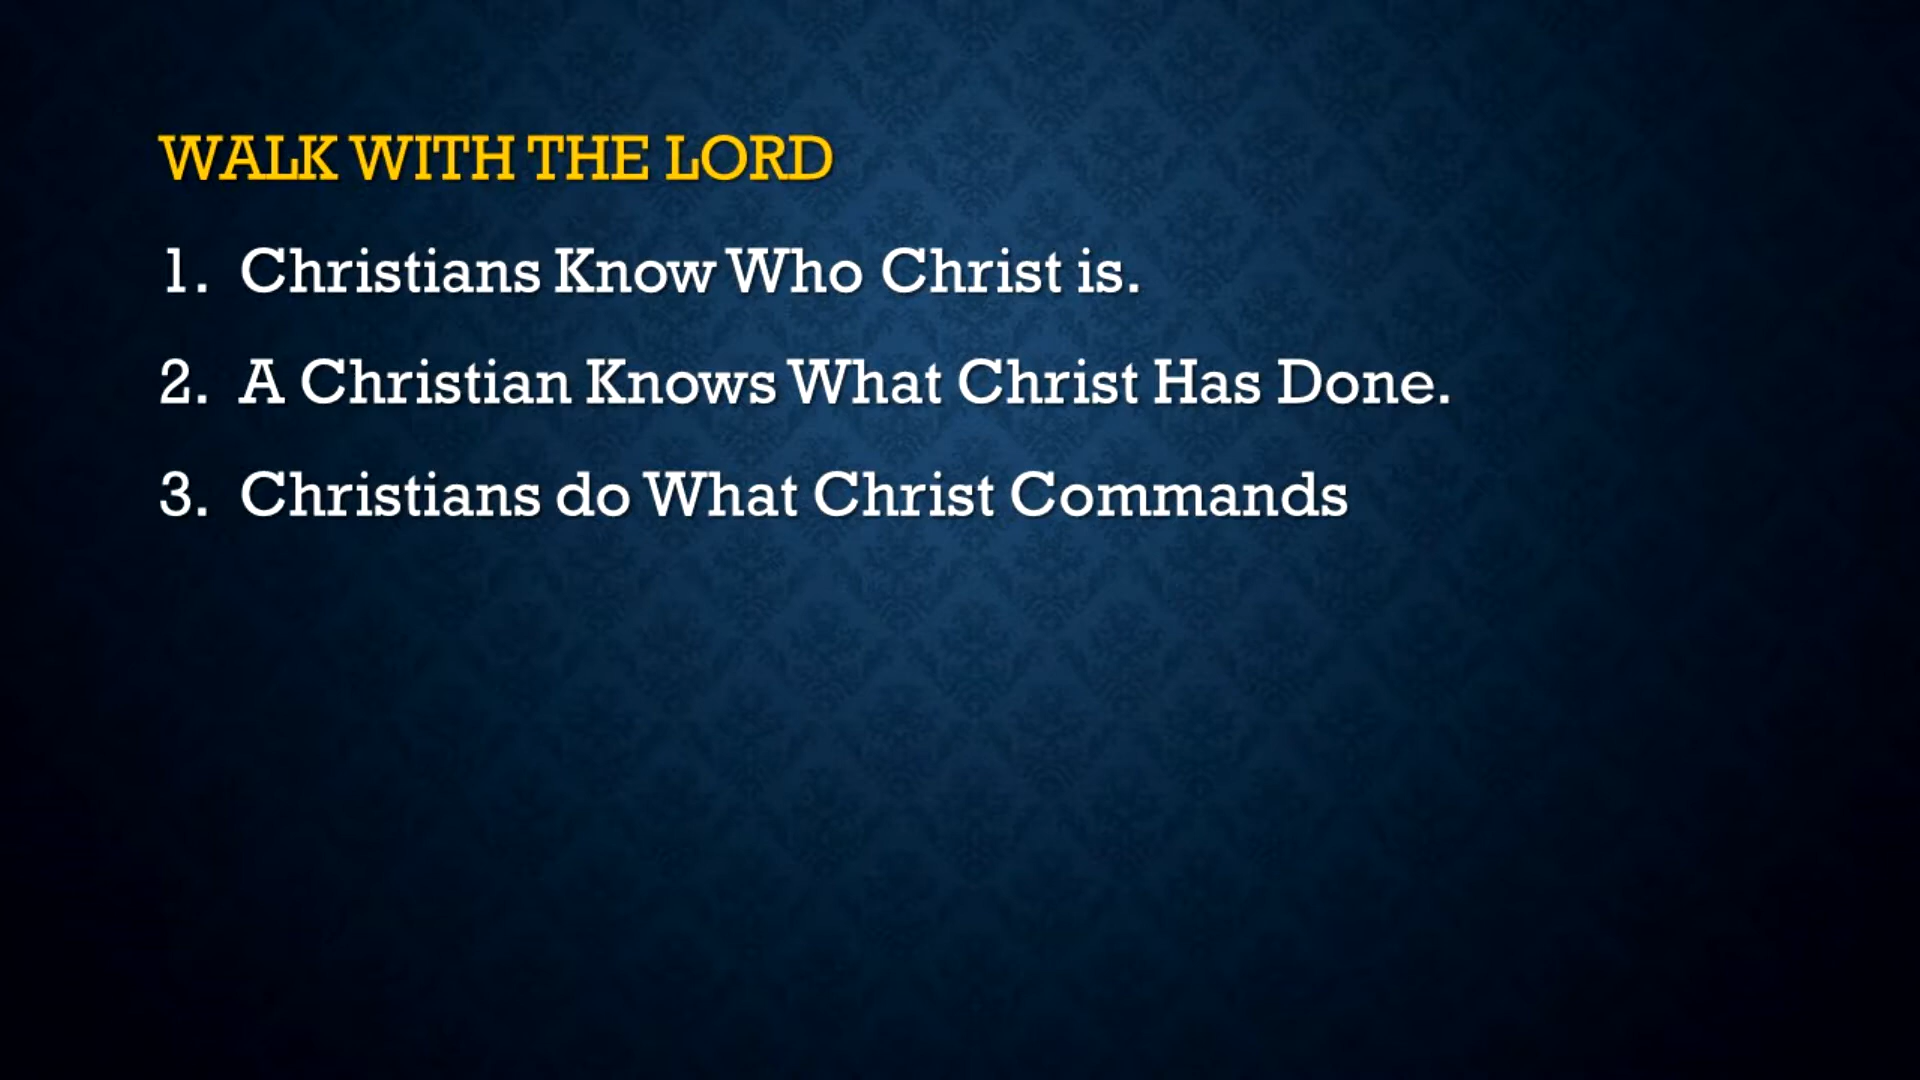 WALK WITH THE LORD
1. Christians Know Who Christ is.
2. A Christian Knows What Christ Has Done.
3. Christians do What Christ Commands